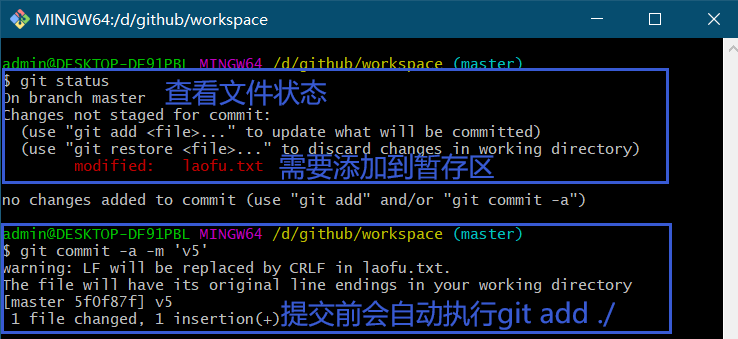 MINGW64:/d/github/workspace
admin@DESKTOP-DF91PBL MINGW64 /d/github/workspace (master)
$ git status
On branch master 查看文件状态
Changes not staged for commit:
(use "git add <file>..." to update what will be committed)
(use "git restore <file>..." to discard changes in working directory)
modified: laofu.txt 需要添加到暂存区
no changes added to commit (use "git add" and/or "git commit -a")
admin@DESKTOP-DF91PBL MINGW64 /d/github/workspace (master)
$ git commit -a -m 'v5'
warning: LF will be replaced by CRLF in laofu.txt.
The file will have its original line endings in your working directory
[master 5f0f87f] v5
1 file changed, 1 insertion(+) 提交前会自动执行git add ./